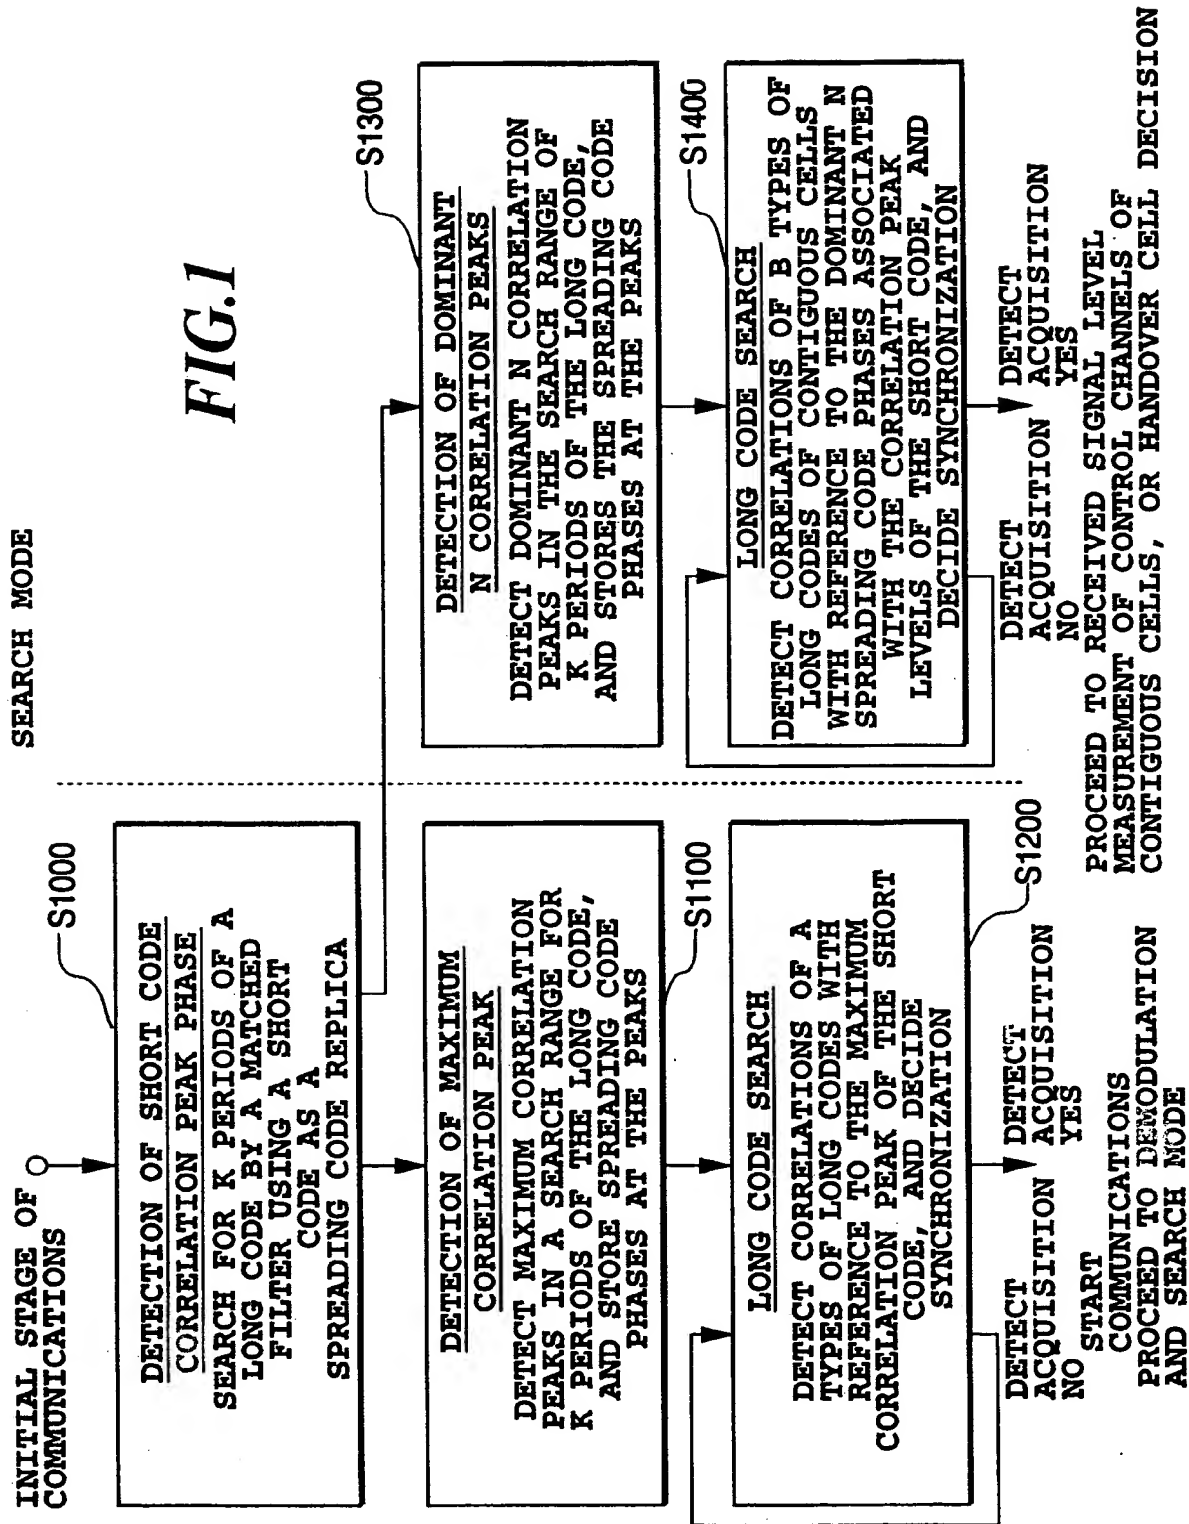 FIG.1
INITIAL STAGE OF
COMMUNICATIONS
S1000
DETECTION OF SHORT CODE
CORRELATION PEAK PHASE
SEARCH FOR K PERIODS OF A
LONG CODE BY A MATCHED
FILTER USING A SHORT
CODE AS A
SPREADING CODE REPLICA
DETECTION OF MAXIMUM
CORRELATION PEAK
DETECT MAXIMUM CORRELATION
PEAKS IN A SEARCH RANGE FOR
K PERIODS OF THE LONG CODE,
AND STORE SPREADING CODE
PHASES AT THE PEAKS
S1100
LONG CODE SEARCH
DETECT CORRELATIONS OF A
TYPES OF LONG CODES WITH
REFERENCE TO THE MAXIMUM
CORRELATION PEAK OF THE SHORT
CODE, AND DECIDE
SYNCHRONIZATION
S1200
DETECT
ACQUISITION
NO
DETECT
ACQUISITION
YES
START
COMMUNICATIONS
PROCEED TO DEMODULATION
AND SEARCH MODE
SEARCH MODE
S1300
DETECTION OF DOMINANT
N CORRELATION PEAKS
DETECT DOMINANT N CORRELATION
PEAKS IN THE SEARCH RANGE OF
K PERIODS OF THE LONG CODE,
AND STORES THE SPREADING CODE
PHASES AT THE PEAKS
S1400
LONG CODE SEARCH
DETECT CORRELATIONS OF B TYPES OF
LONG CODES OF CONTIGUOUS CELLS
WITH REFERENCE TO THE DOMINANT N
SPREADING CODE PHASES ASSOCIATED
WITH THE CORRELATION PEAK
LEVELS OF THE SHORT CODE, AND
DECIDE SYNCHRONIZATION
DETECT
ACQUISITION
NO
DETECT
ACQUISITION
YES
PROCEED TO RECEIVED SIGNAL LEVEL
MEASUREMENT OF CONTROL CHANNELS OF
CONTIGUOUS CELLS, OR HANDOVER CELL DECISION